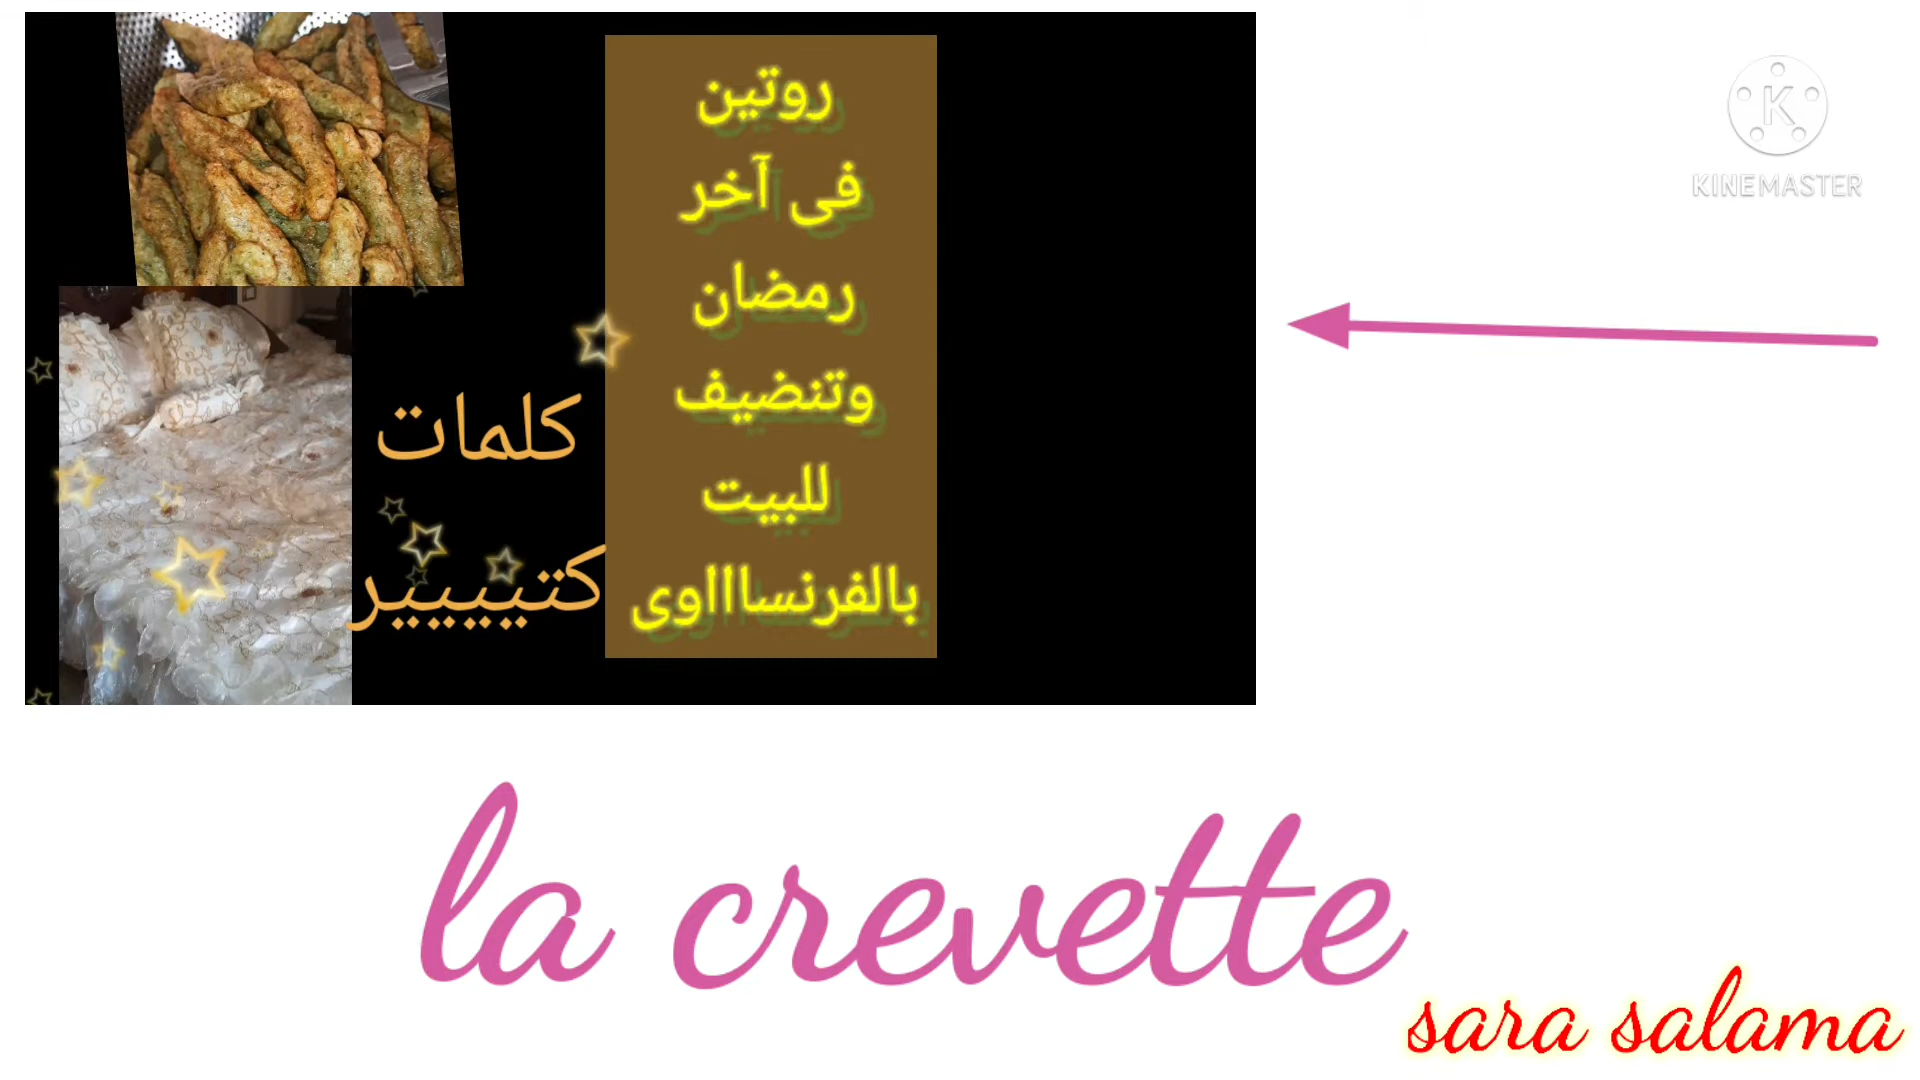 روتين
فى آخر
رمضان
وتنضيف
للبيت
بالفرنساااوى
كلمات
كتيييير
KINEMASTER
la crevette
sara salama